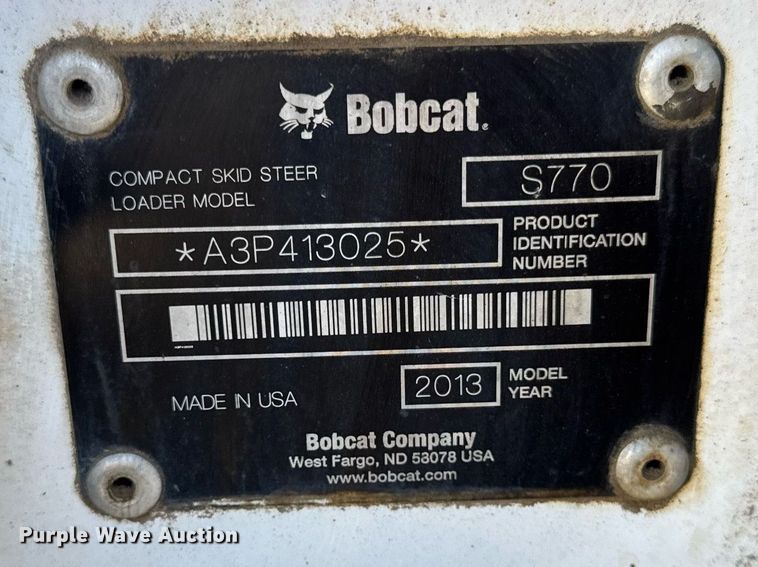 Bobcat®
COMPACT SKID STEER
LOADER MODEL
S770
*A3P413025*
PRODUCT
IDENTIFICATION
NUMBER
MADE IN USA
2013
MODEL
YEAR
Bobcat Company
West Fargo, ND 53078 USA
www.bobcat.com
Purple Wave Auction